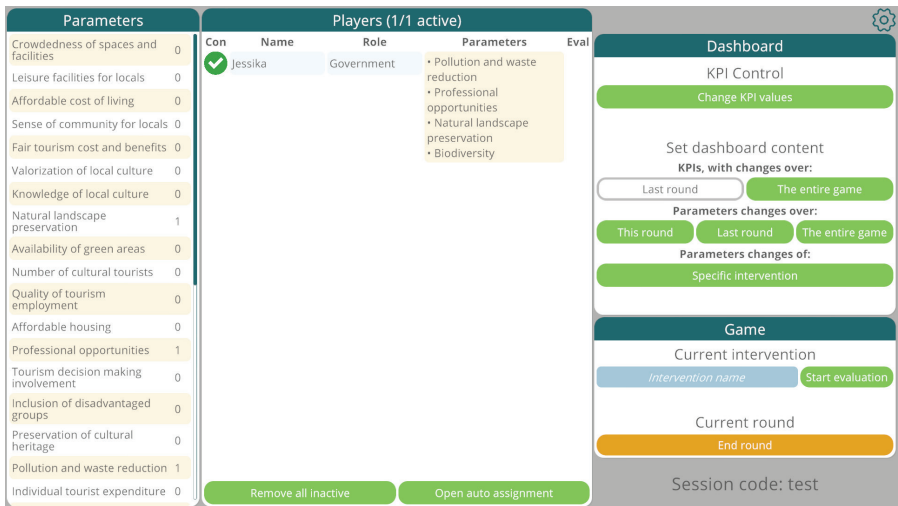 Parameters
Crowdedness of spaces and
facilities
0
Leisure facilities for locals 0
Affordable cost of living 0
Sense of community for locals 0
Fair tourism cost and benefits 0
Valorization of local culture 0
Knowledge of local culture 0
Natural landscape
preservation
1
Availability of green areas 0
Number of cultural tourists 0
Quality of tourism
employment
0
Affordable housing 0
Professional opportunities 1
Tourism decision making
involvement
0
Inclusion of disadvantaged
groups
0
Preservation of cultural
heritage
0
Pollution and waste reduction 1
Individual tourist expenditure 0
Players (1/1 active)
Con Name Role Parameters Eval
Jessika Government
• Pollution and waste
reduction
• Professional
opportunities
• Natural landscape
preservation
• Biodiversity
Remove all inactive Open auto assignment
Dashboard
KPI Control
Change KPI values
Set dashboard content
KPIs, with changes over:
Last round The entire game
Parameters changes over:
This round Last round The entire game
Parameters changes of:
Specific intervention
Game
Current intervention
Intervention name Start evaluation
Current round
End round
Session code: test